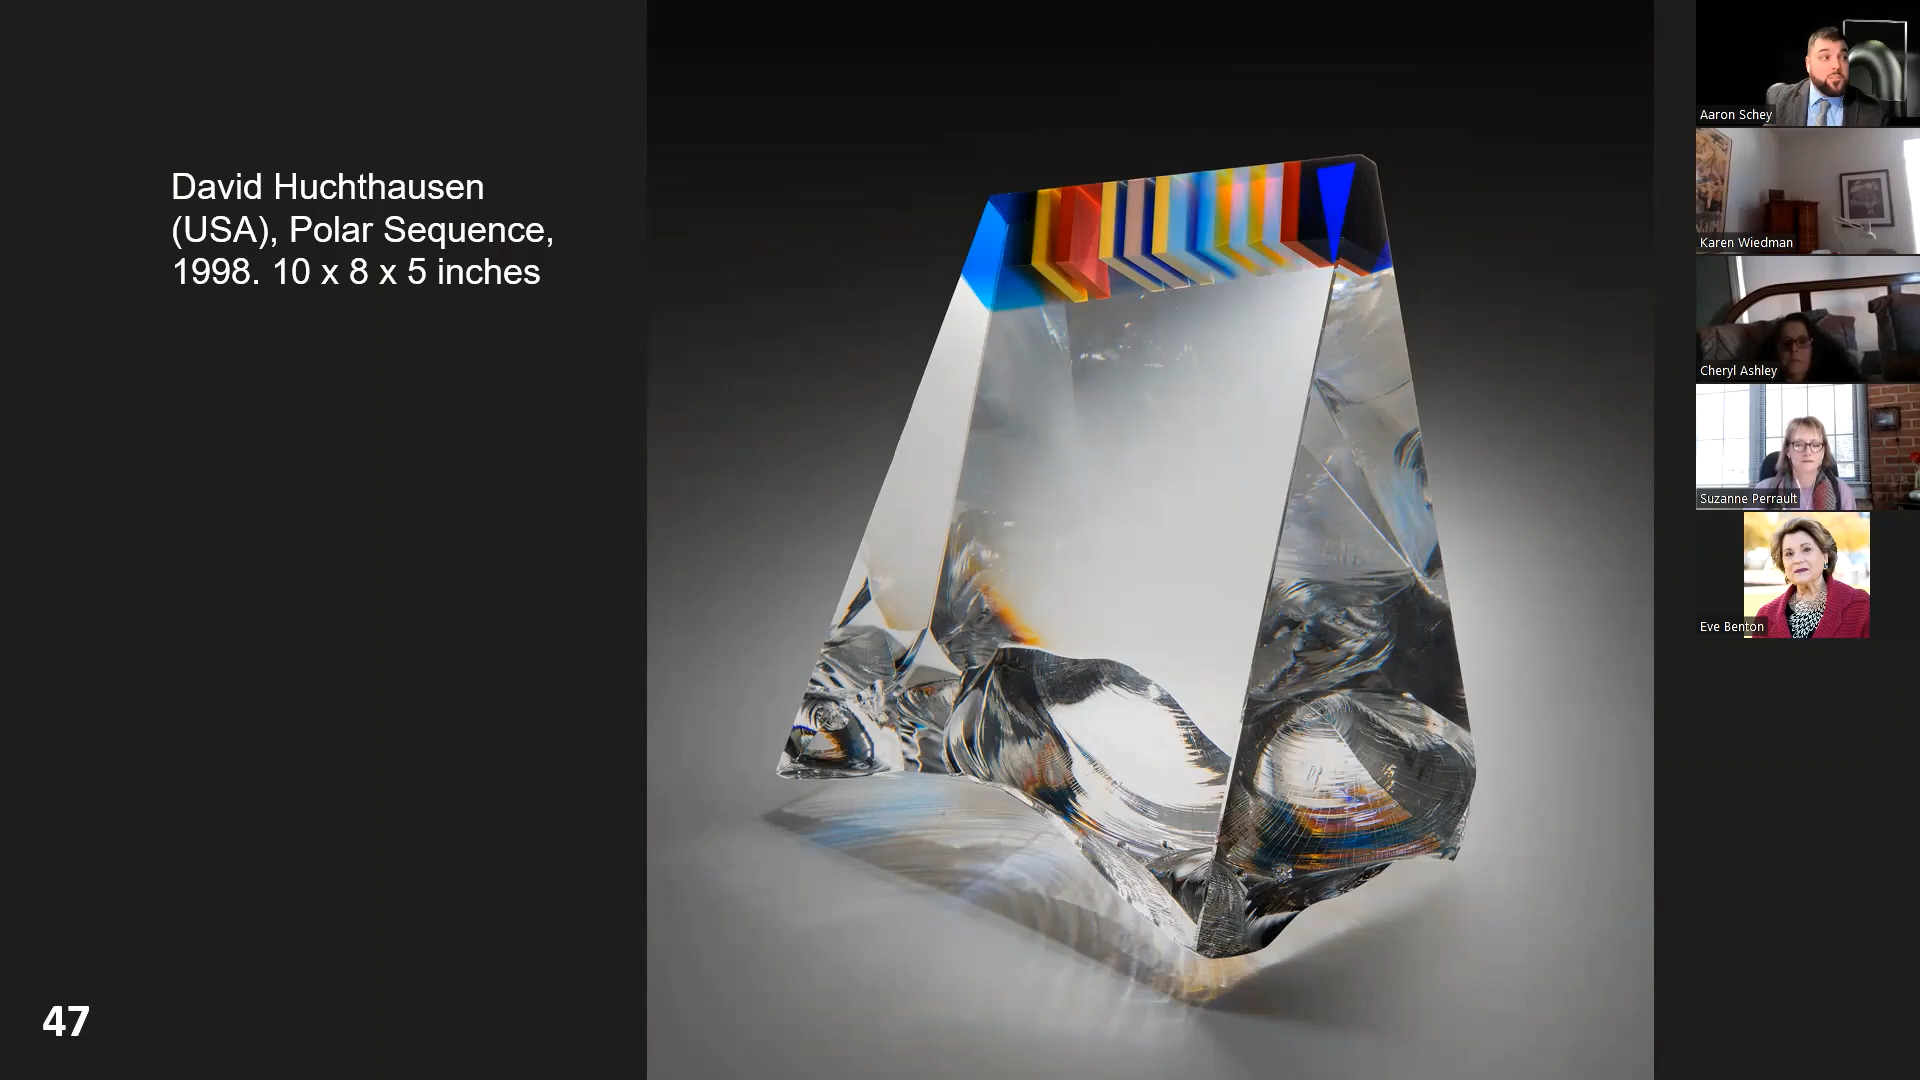 David Huchthausen
(USA), Polar Sequence,
1998. 10 x 8 x 5 inches
47
Aaron Schey
Karen Wiedman
Cheryl Ashley
Suzanne Perrault
Eve Benton